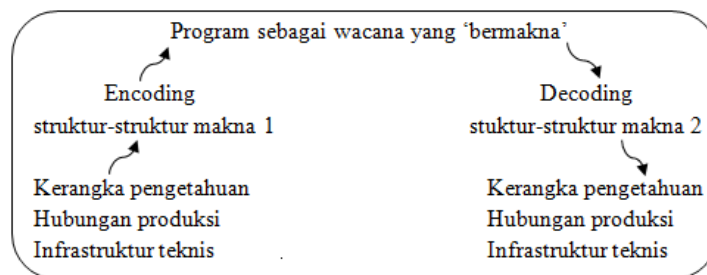 Program sebagai wacana yang ‘bermakna’
Encoding
struktur-struktur makna 1
Decoding
stuktur-struktur makna 2
Kerangka pengetahuan
Hubungan produksi
Infrastruktur teknis
Kerangka pengetahuan
Hubungan produksi
Infrastruktur teknis